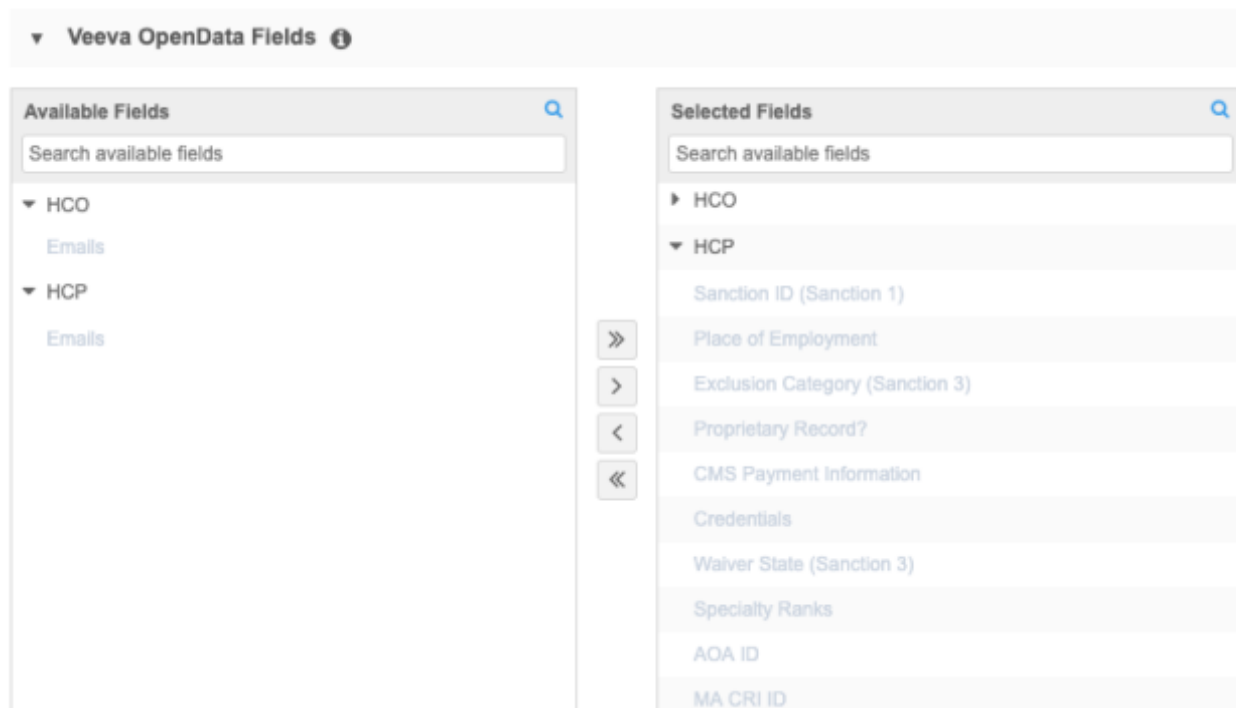 Veeva OpenData Fields
Available Fields
Search available fields
HCO
Emails
HCP
Emails
Selected Fields
Search available fields
HCO
HCP
Sanction ID (Sanction 1)
Place of Employment
Exclusion Category (Sanction 3)
Proprietary Record?
CMS Payment Information
Credentials
Waiver State (Sanction 3)
Specialty Ranks
AOA ID
MA CRI ID